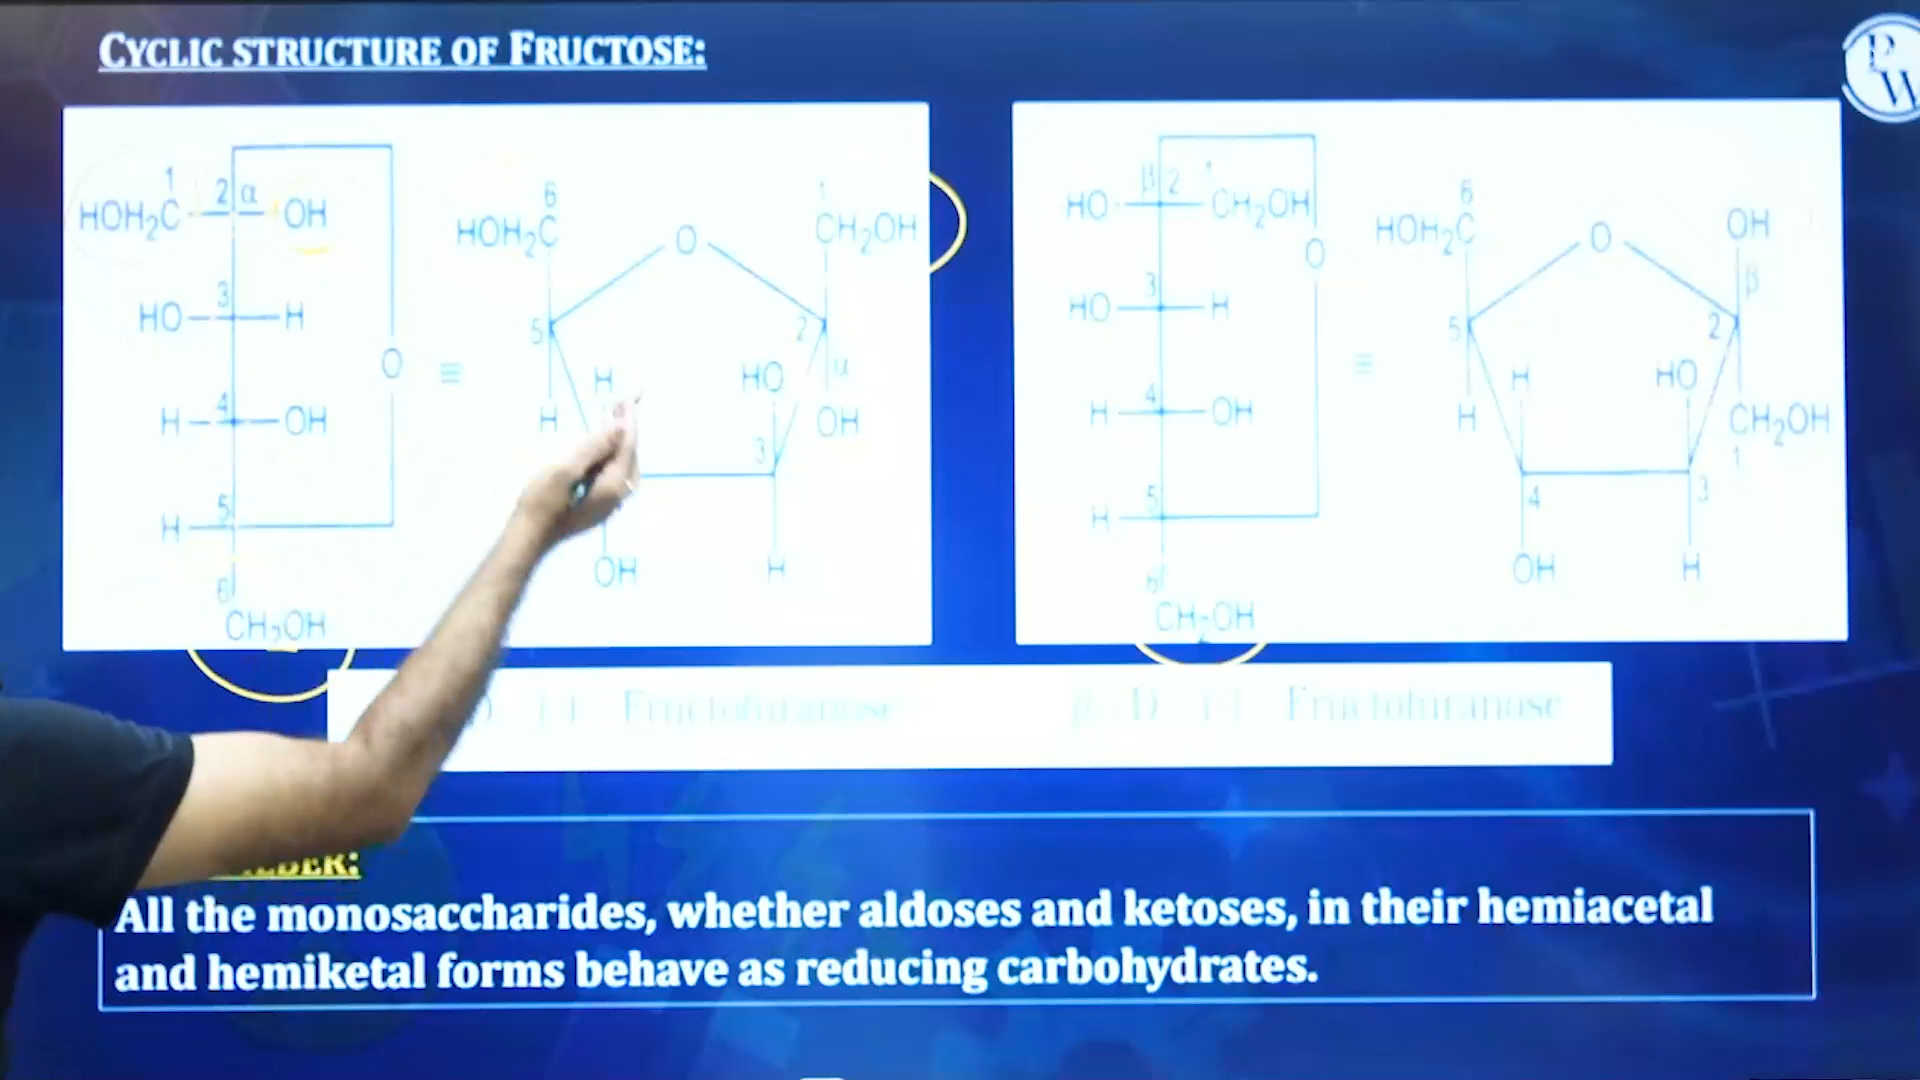 CYCLIC STRUCTURE OF FRUCTOSE:
P
W
1
HOH₂C 2 α OH
HO 3 H
O
H 4 OH
H 5
6
CH₂OH
≡
6
HOH₂C
O
1
CH₂OH
5
2
α
H
HO
H
OH
3
OH
H
HO β 2 1 CH₂OH
O
HO 3 H
H 4 OH
H 5
6
CH₂OH
≡
6
HOH₂C
O
OH
β
5
2
H
HO
H
CH₂OH
1
4
3
OH
H
Fructofuranose
β D Fructofuranose
All the monosaccharides, whether aldoses and ketoses, in their hemiacetal
and hemiketal forms behave as reducing carbohydrates.